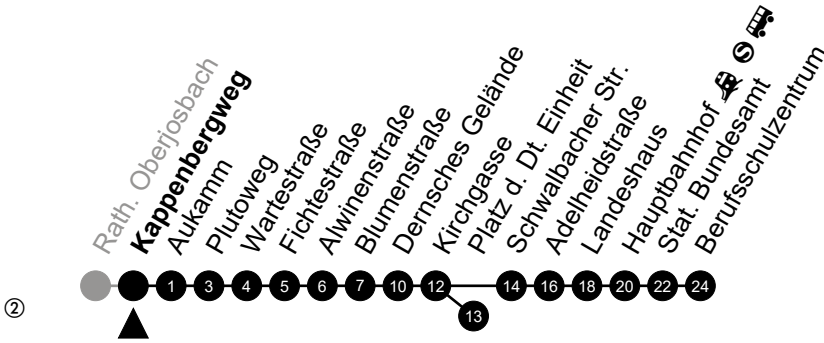 Rath. Oberjosbach
Kappenbergweg
Aukamm
Plutoweg
Wartestraße
Fichtestraße
Alwinenstraße
Blumenstraße
Dernsches Gelände
Kirchgasse
Platz d. Dt. Einheit
Schwalbacher Str.
Adelheidstraße
Landeshaus
Hauptbahnhof S
Stat. Bundesamt
Berufsschulzentrum
② 1 3 4 5 6 7 10 12 14 16 18 20 22 24
13